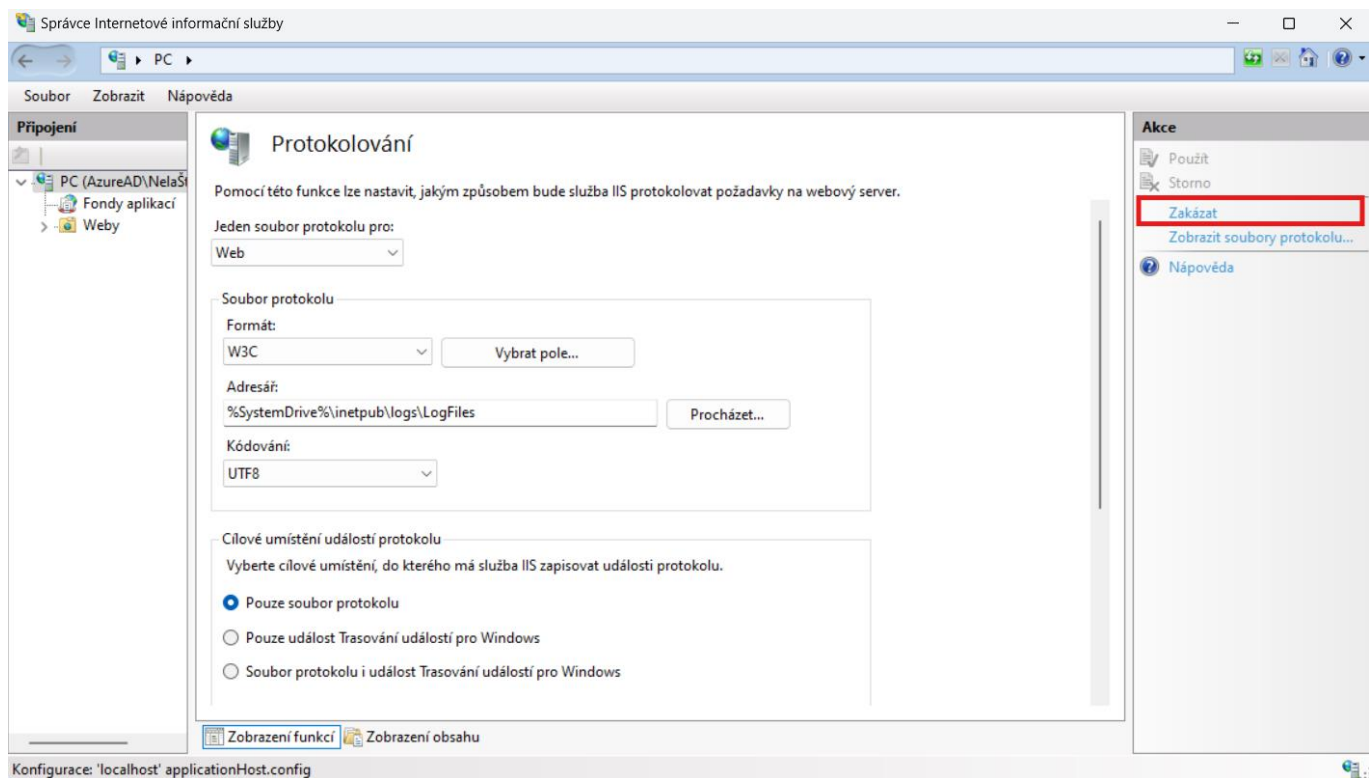 Správce Internetové informační služby
PC
Soubor Zobrazit Nápověda
Připojení
PC (AzureAD\NelaŠt
Fondy aplikací
Weby
Protokolování
Pomocí této funkce lze nastavit, jakým způsobem bude služba IIS protokolovat požadavky na webový server.
Jeden soubor protokolu pro:
Web
Soubor protokolu
Formát:
W3C
Vybrat pole...
Adresář:
%SystemDrive%\inetpub\logs\LogFiles
Procházet...
Kódování:
UTF8
Cílové umístění událostí protokolu
Vyberte cílové umístění, do kterého má služba IIS zapisovat události protokolu.
Pouze soubor protokolu
Pouze událost Trasování událostí pro Windows
Soubor protokolu i událost Trasování událostí pro Windows
Zobrazení funkcí Zobrazení obsahu
Akce
Použít
Storno
Zakázat
Zobrazit soubory protokolu...
Nápověda
Konfigurace: 'localhost' applicationHost.config